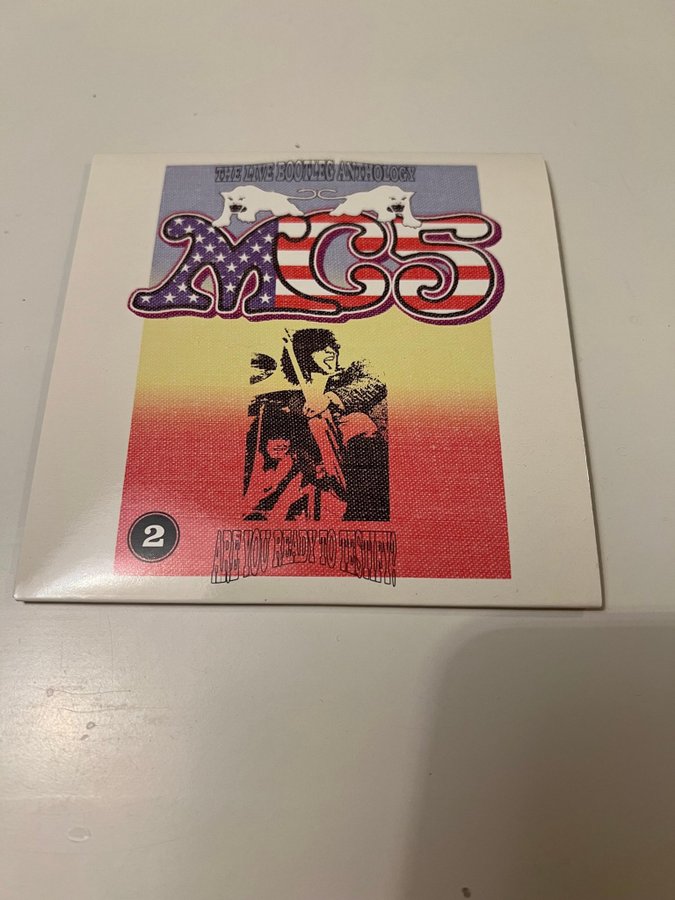 THE LIVE BOOTLEG ANTHOLOGY
MC5
2
ARE YOU READY TO TESTIFY?